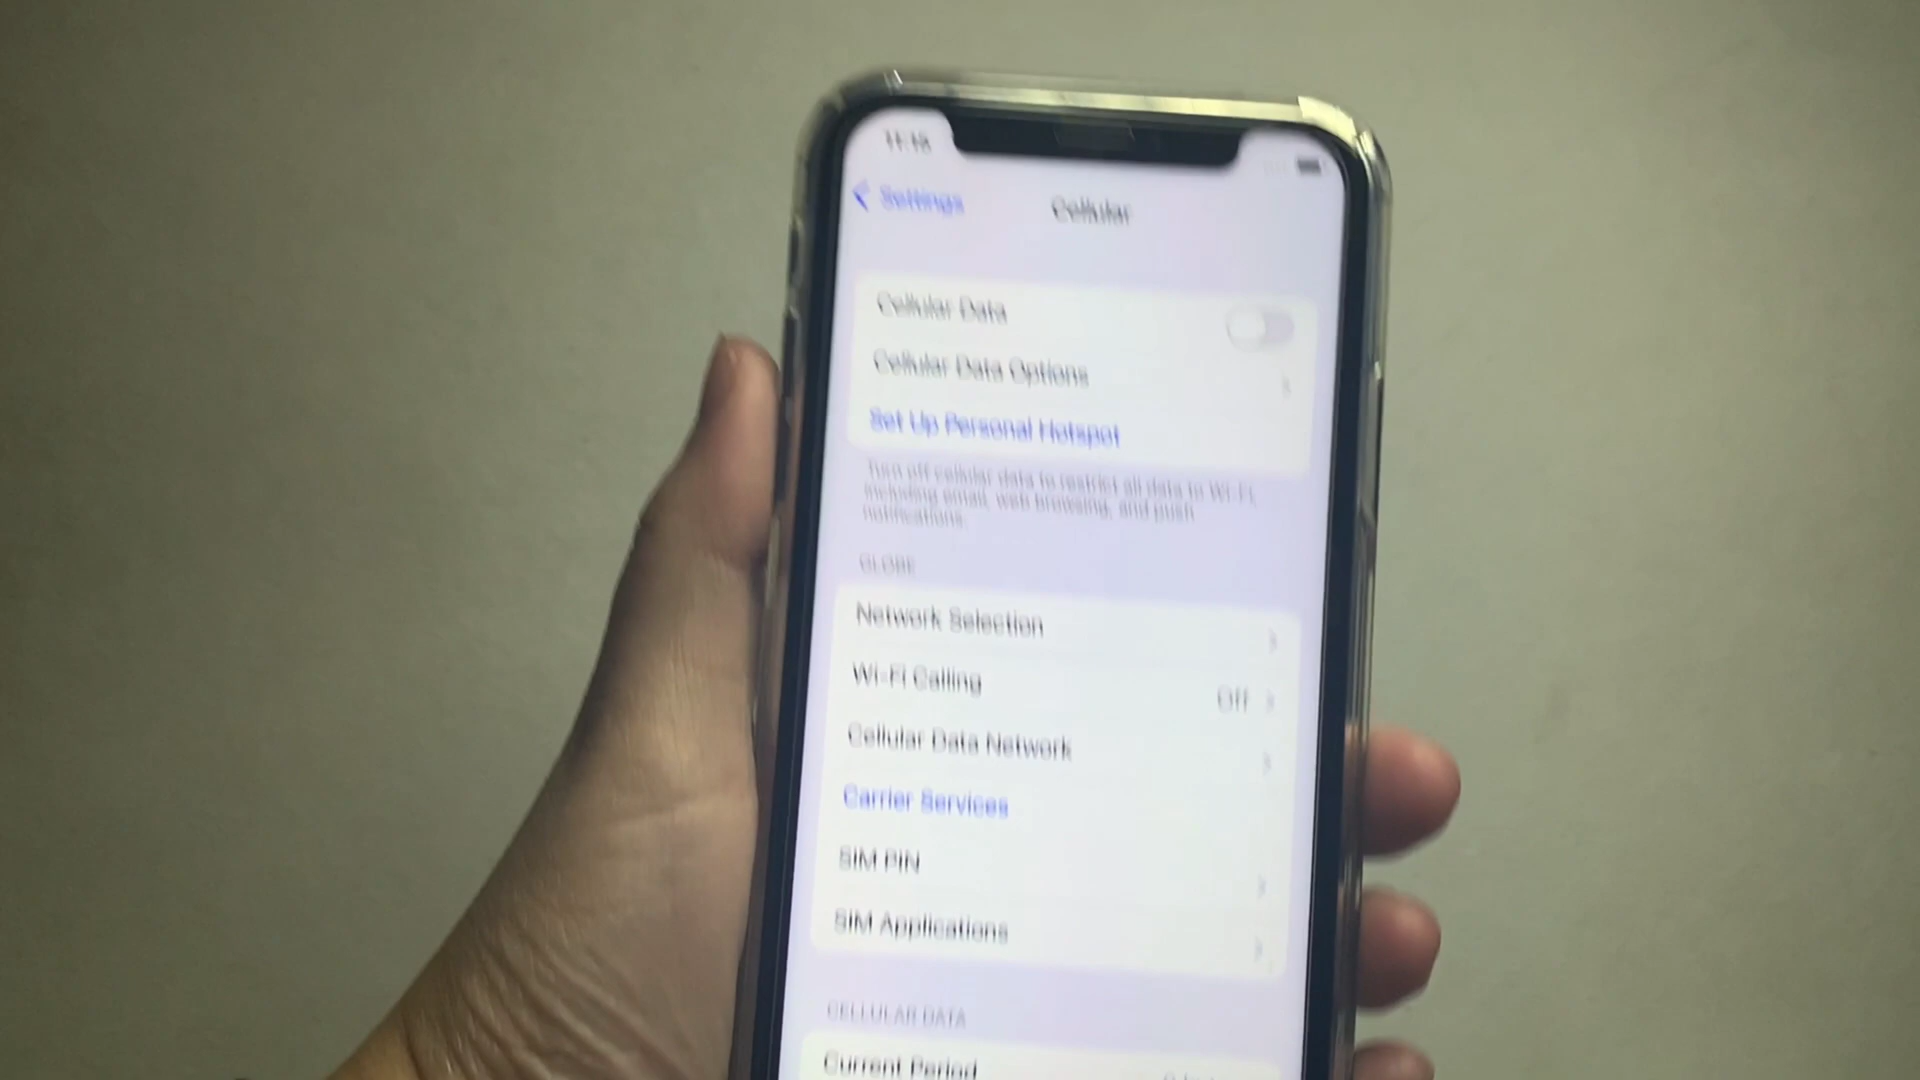 Settings
Cellular
Cellular Data
Cellular Data Options
Set Up Personal Hotspot
Turn off cellular data to restrict all data to Wi-Fi,
including email, web browsing, and push
notifications.
GLOBE
Network Selection
Wi-Fi Calling
Off
Cellular Data Network
Carrier Services
SIM PIN
SIM Applications
CELLULAR DATA
Current Period